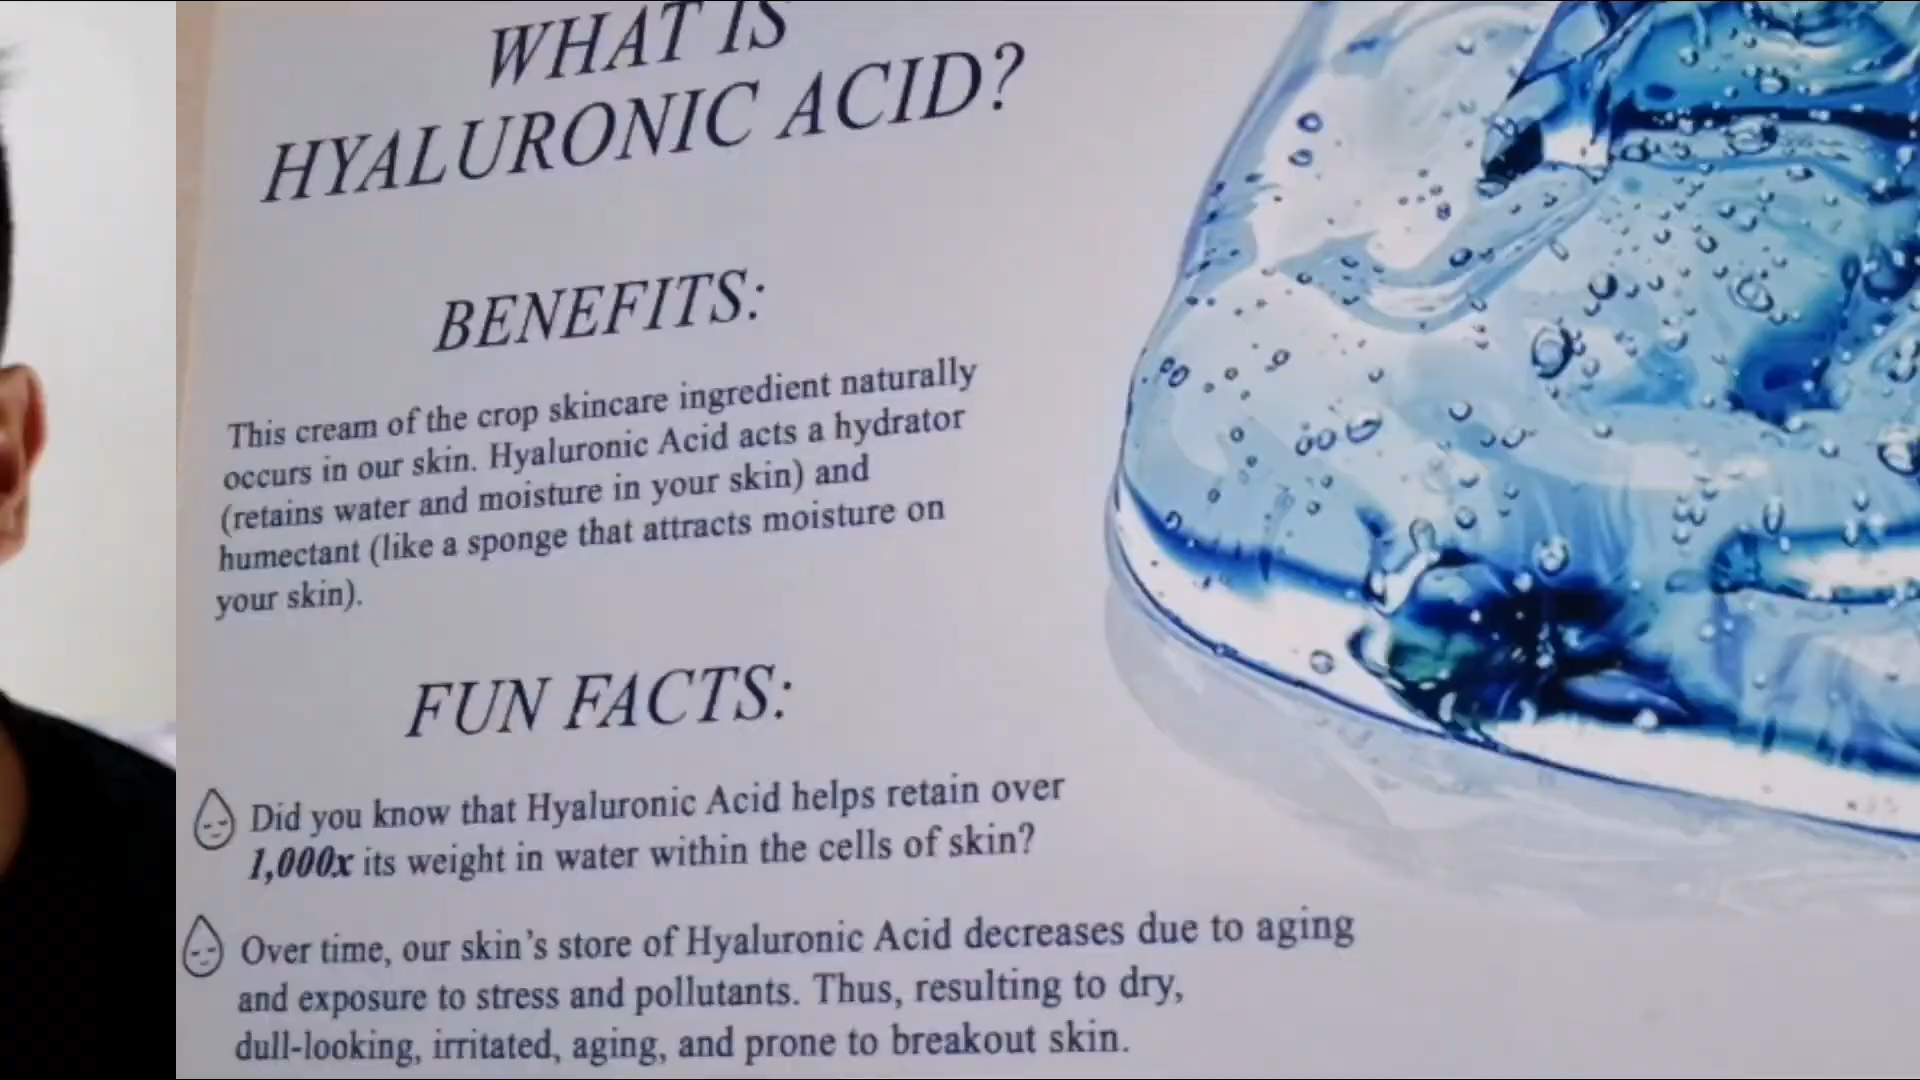 WHAT IS
HYALURONIC ACID?
BENEFITS:
This cream of the crop skincare ingredient naturally
occurs in our skin. Hyaluronic Acid acts a hydrator
(retains water and moisture in your skin) and
humectant (like a sponge that attracts moisture on
your skin).
FUN FACTS:
Did you know that Hyaluronic Acid helps retain over
1,000x its weight in water within the cells of skin?
Over time, our skin's store of Hyaluronic Acid decreases due to aging
and exposure to stress and pollutants. Thus, resulting to dry,
dull-looking, irritated, aging, and prone to breakout skin.